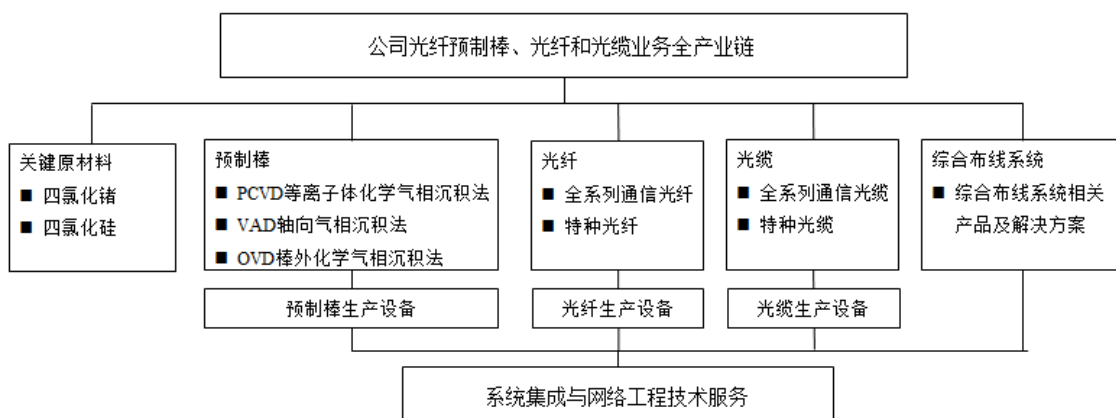 公司光纤预制棒、光纤和光缆业务全产业链
关键原材料
■ 四氯化锗
■ 四氯化硅
预制棒
■ PCVD等离子体化学气相沉积法
■ VAD轴向气相沉积法
■ OVD棒外化学气相沉积法
光纤
■ 全系列通信光纤
■ 特种光纤
光缆
■ 全系列通信光缆
■ 特种光缆
综合布线系统
■ 综合布线系统相关
产品及解决方案
预制棒生产设备
光纤生产设备
光缆生产设备
系统集成与网络工程技术服务